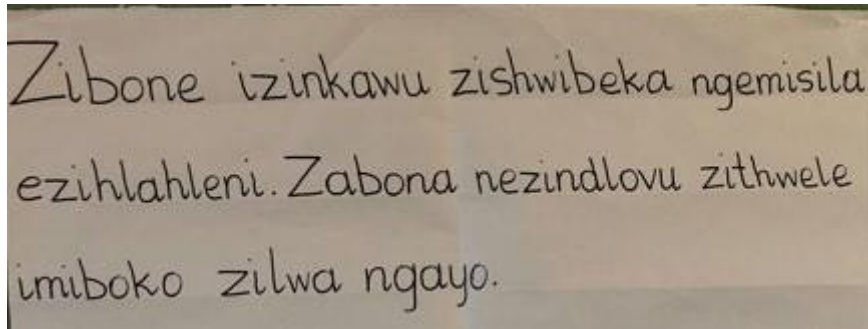 Zibone izinkawu zishwibeka ngemisila
ezihlahleni. Zabona nezindlovu zithwele
imiboko zilwa ngayo.